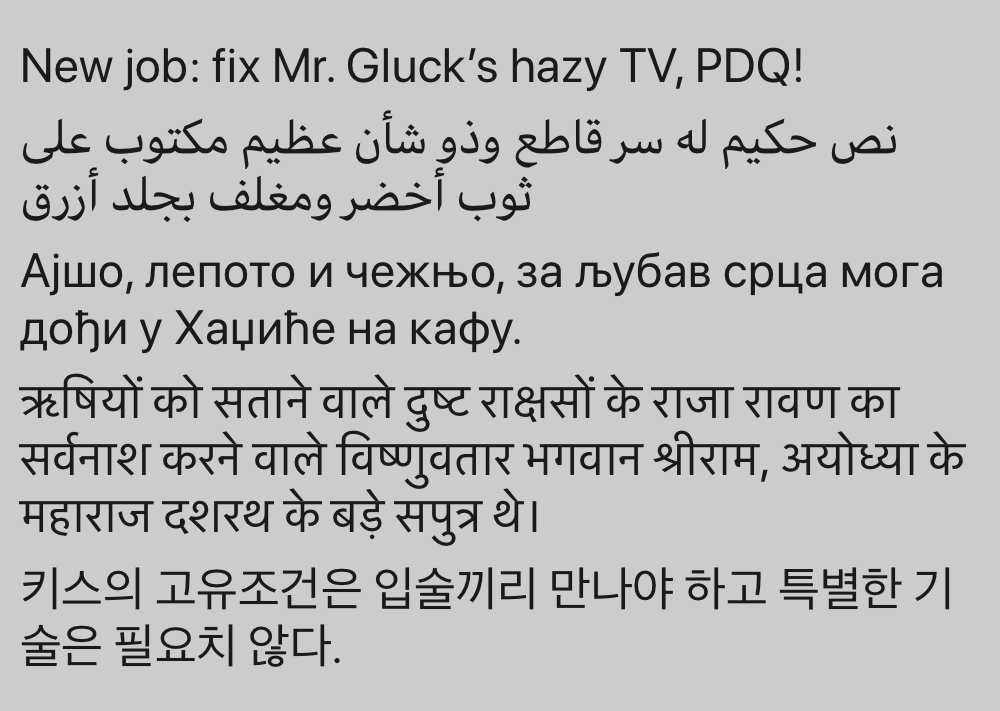 New job: fix Mr. Gluck’s hazy TV, PDQ!
نص حكيم له سر قاطع وذو شأن عظيم مكتوب على
ثوب أخضر ومغلف بجلد أزرق
Ајшо, лепото и чежњо, за љубав срца мога
дођи у Хаџиће на кафу.
ऋषियों को सताने वाले दुष्ट राक्षसों के राजा रावण का
सर्वनाश करने वाले विष्णुवतार भगवान श्रीराम, अयोध्या के
महाराज दशरथ के बड़े सपुत्र थे।
키스의 고유조건은 입술끼리 만나야 하고 특별한 기
술은 필요치 않다.